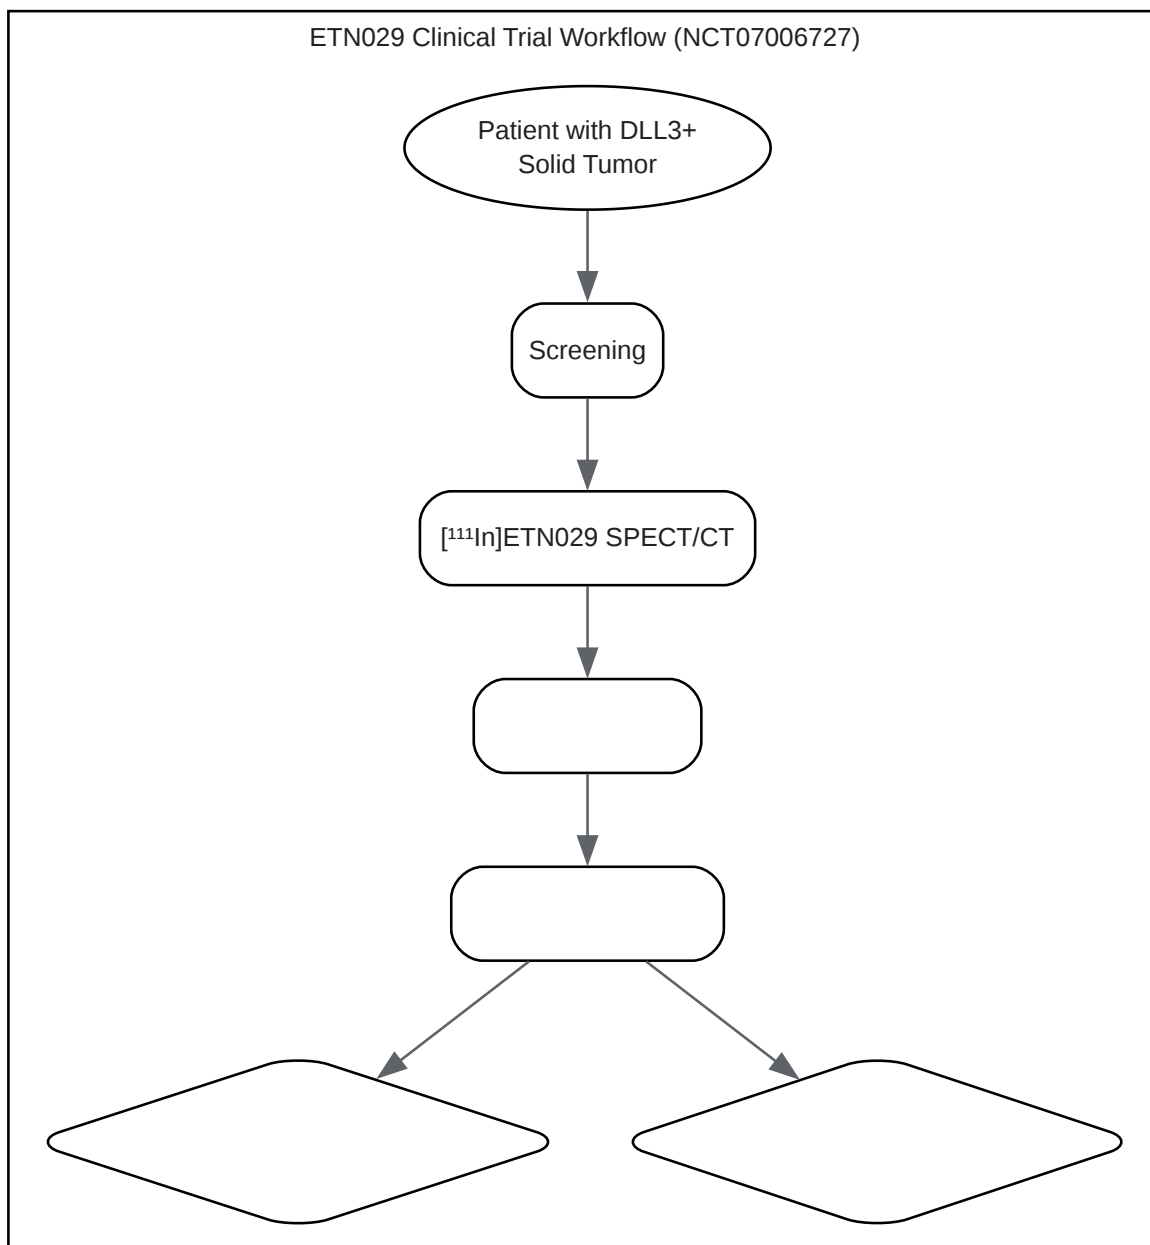 ETN029 Clinical Trial Workflow (NCT07006727)
Patient with DLL3+
Solid Tumor
Screening
[¹¹¹In]ETN029 SPECT/CT